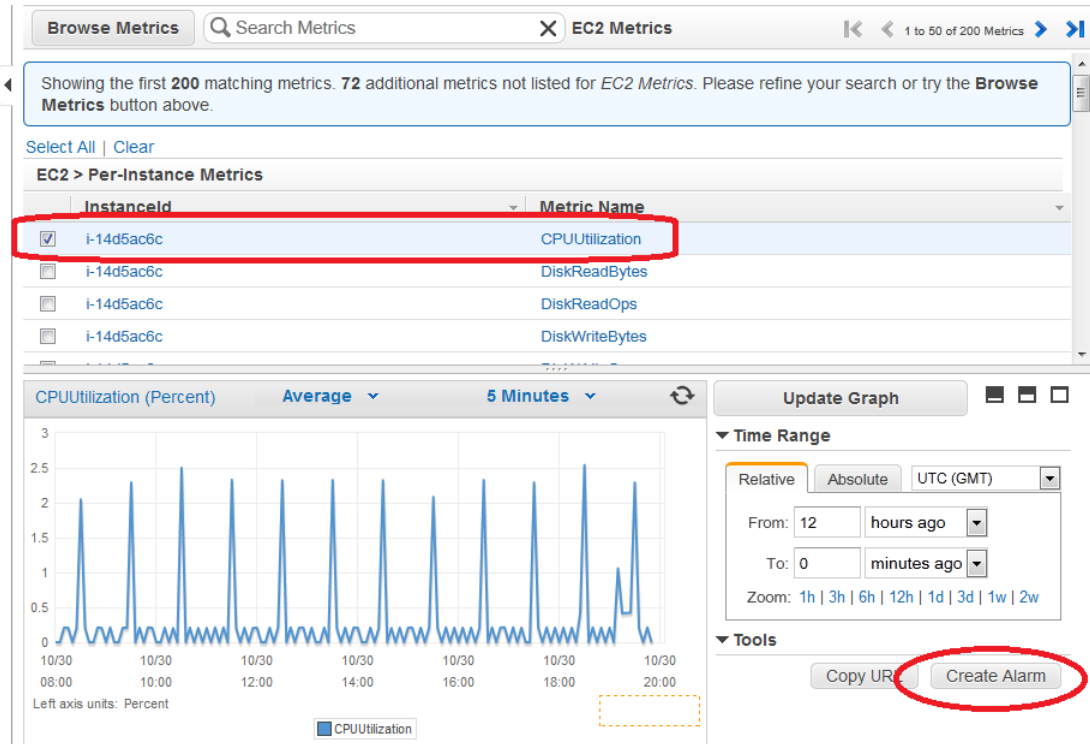 Browse Metrics Search Metrics EC2 Metrics 1 to 50 of 200 Metrics
Showing the first 200 matching metrics. 72 additional metrics not listed for EC2 Metrics. Please refine your search or try the Browse
Metrics button above.
Select All | Clear
EC2 > Per-Instance Metrics
InstanceId Metric Name
i-14d5ac6c CPUUtilization
i-14d5ac6c DiskReadBytes
i-14d5ac6c DiskReadOps
i-14d5ac6c DiskWriteBytes
CPUUtilization (Percent) Average 5 Minutes
3
2.5
2
1.5
1
0.5
0
10/30 10/30 10/30 10/30 10/30 10/30 10/30
08:00 10:00 12:00 14:00 16:00 18:00 20:00
Left axis units: Percent
CPUUtilization
Update Graph
Time Range
Relative Absolute UTC (GMT)
From: 12 hours ago
To: 0 minutes ago
Zoom: 1h | 3h | 6h | 12h | 1d | 3d | 1w | 2w
Tools
Copy URL Create Alarm